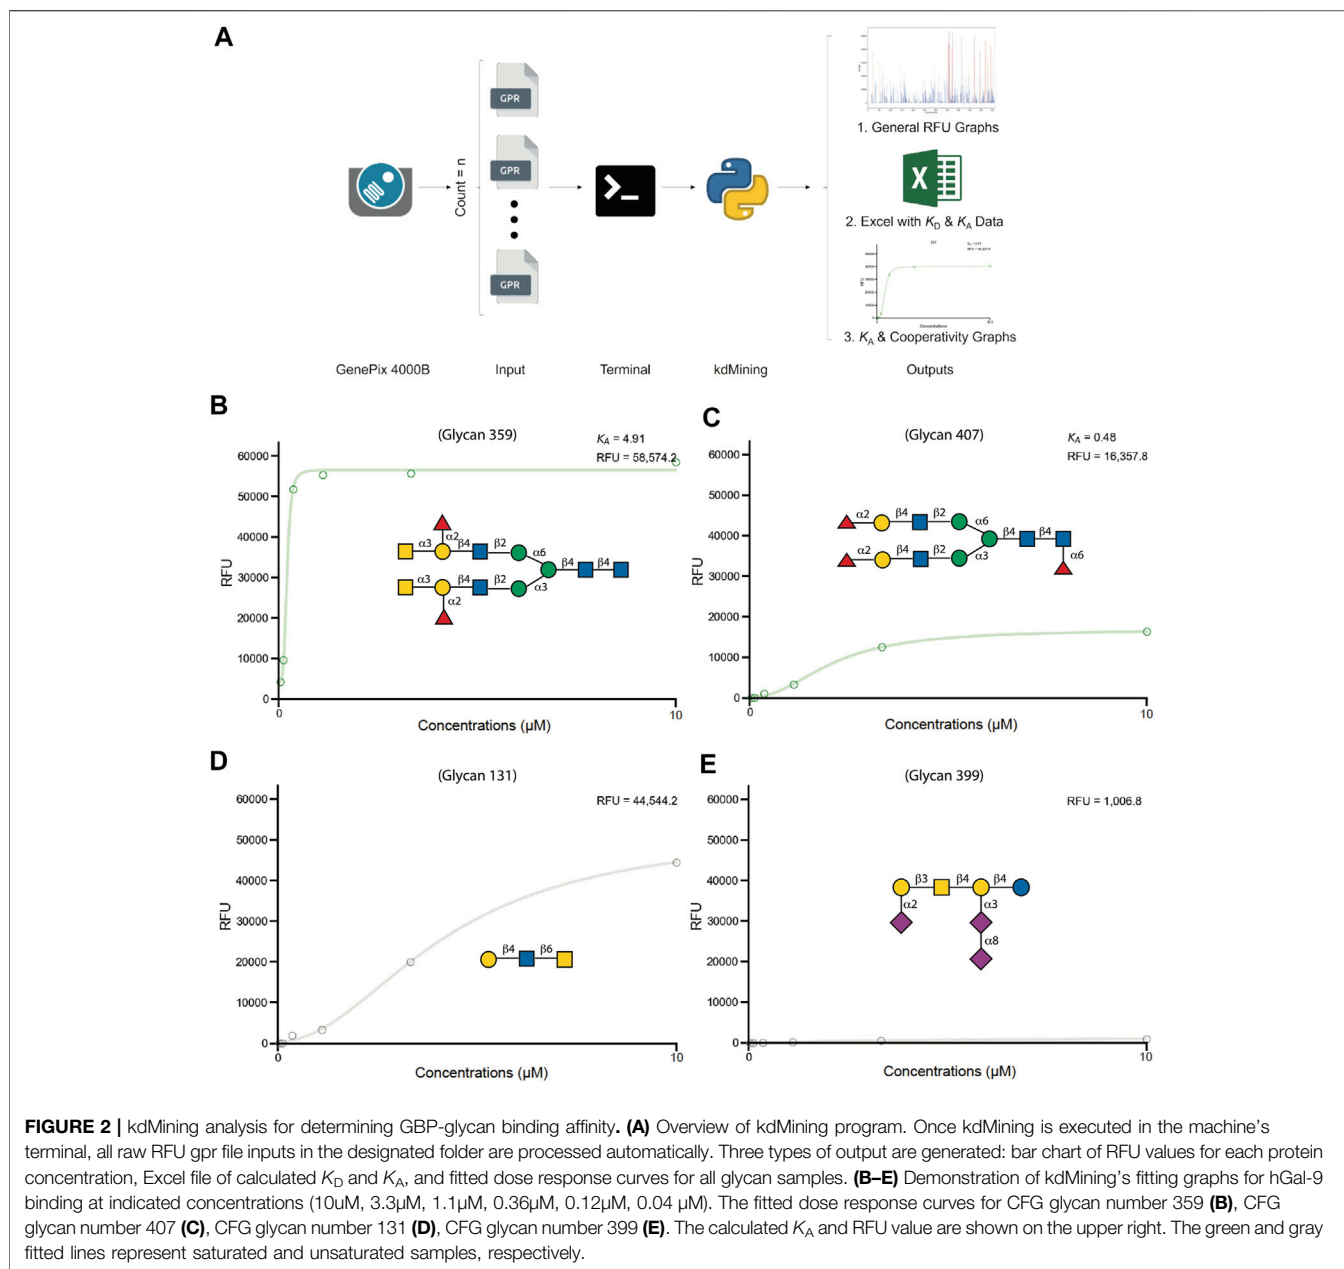 A
Count = n
GPR
GPR
GPR
1. General RFU Graphs
X
2. Excel with KD & KA Data
RFU
Concentrations
3. KA & Cooperativity Graphs
GenePix 4000B
Input
Terminal
kdMining
Outputs
B
(Glycan 359)
KA = 4.91
RFU = 58,574.2
60000
50000
40000
30000
20000
10000
0
RFU
α2
α3 β4 β2 α6
β4 β4
α3 β4 β2 α3
α2
0
10
Concentrations (µM)
C
(Glycan 407)
KA = 0.48
RFU = 16,357.8
60000
50000
40000
30000
20000
10000
0
RFU
α2 β4 β2 α6
β4 β4
α2 β4 β2 α3
α6
0
10
Concentrations (µM)
D
(Glycan 131)
RFU = 44,544.2
60000
50000
40000
30000
20000
10000
0
RFU
β4 β6
0
10
Concentrations (µM)
E
(Glycan 399)
RFU = 1,006.8
60000
50000
40000
30000
20000
10000
0
RFU
β3 β4 β4
α2 α3
α8
0
10
Concentrations (µM)
FIGURE 2 | kdMining analysis for determining GBP-glycan binding affinity. (A) Overview of kdMining program. Once kdMining is executed in the machine's
terminal, all raw RFU gpr file inputs in the designated folder are processed automatically. Three types of output are generated: bar chart of RFU values for each protein
concentration, Excel file of calculated KD and KA, and fitted dose response curves for all glycan samples. (B–E) Demonstration of kdMining's fitting graphs for hGal-9
binding at indicated concentrations (10uM, 3.3µM, 1.1µM, 0.36µM, 0.12µM, 0.04 µM). The fitted dose response curves for CFG glycan number 359 (B), CFG
glycan number 407 (C), CFG glycan number 131 (D), CFG glycan number 399 (E). The calculated KA and RFU value are shown on the upper right. The green and gray
fitted lines represent saturated and unsaturated samples, respectively.